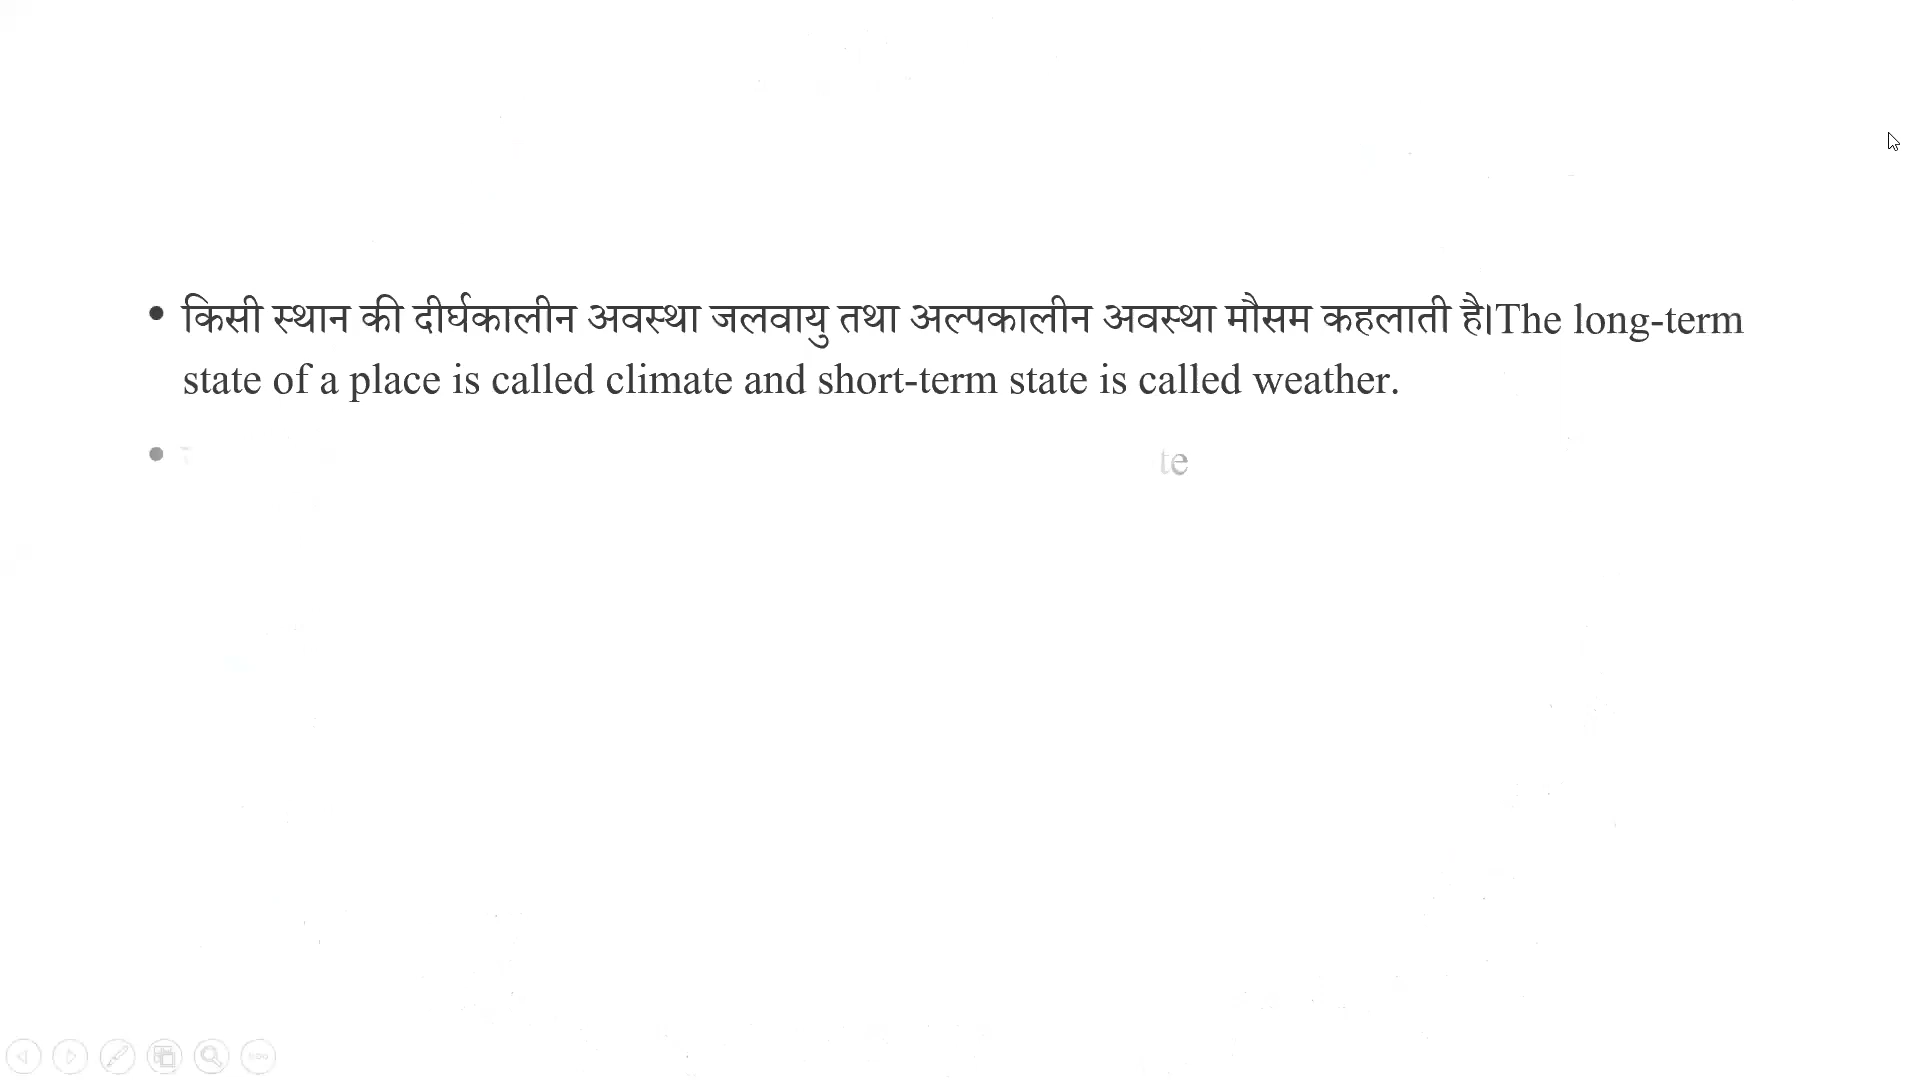 • किसी स्थान की दीर्घकालीन अवस्था जलवायु तथा अल्पकालीन अवस्था मौसम कहलाती है।The long-term
state of a place is called climate and short-term state is called weather.